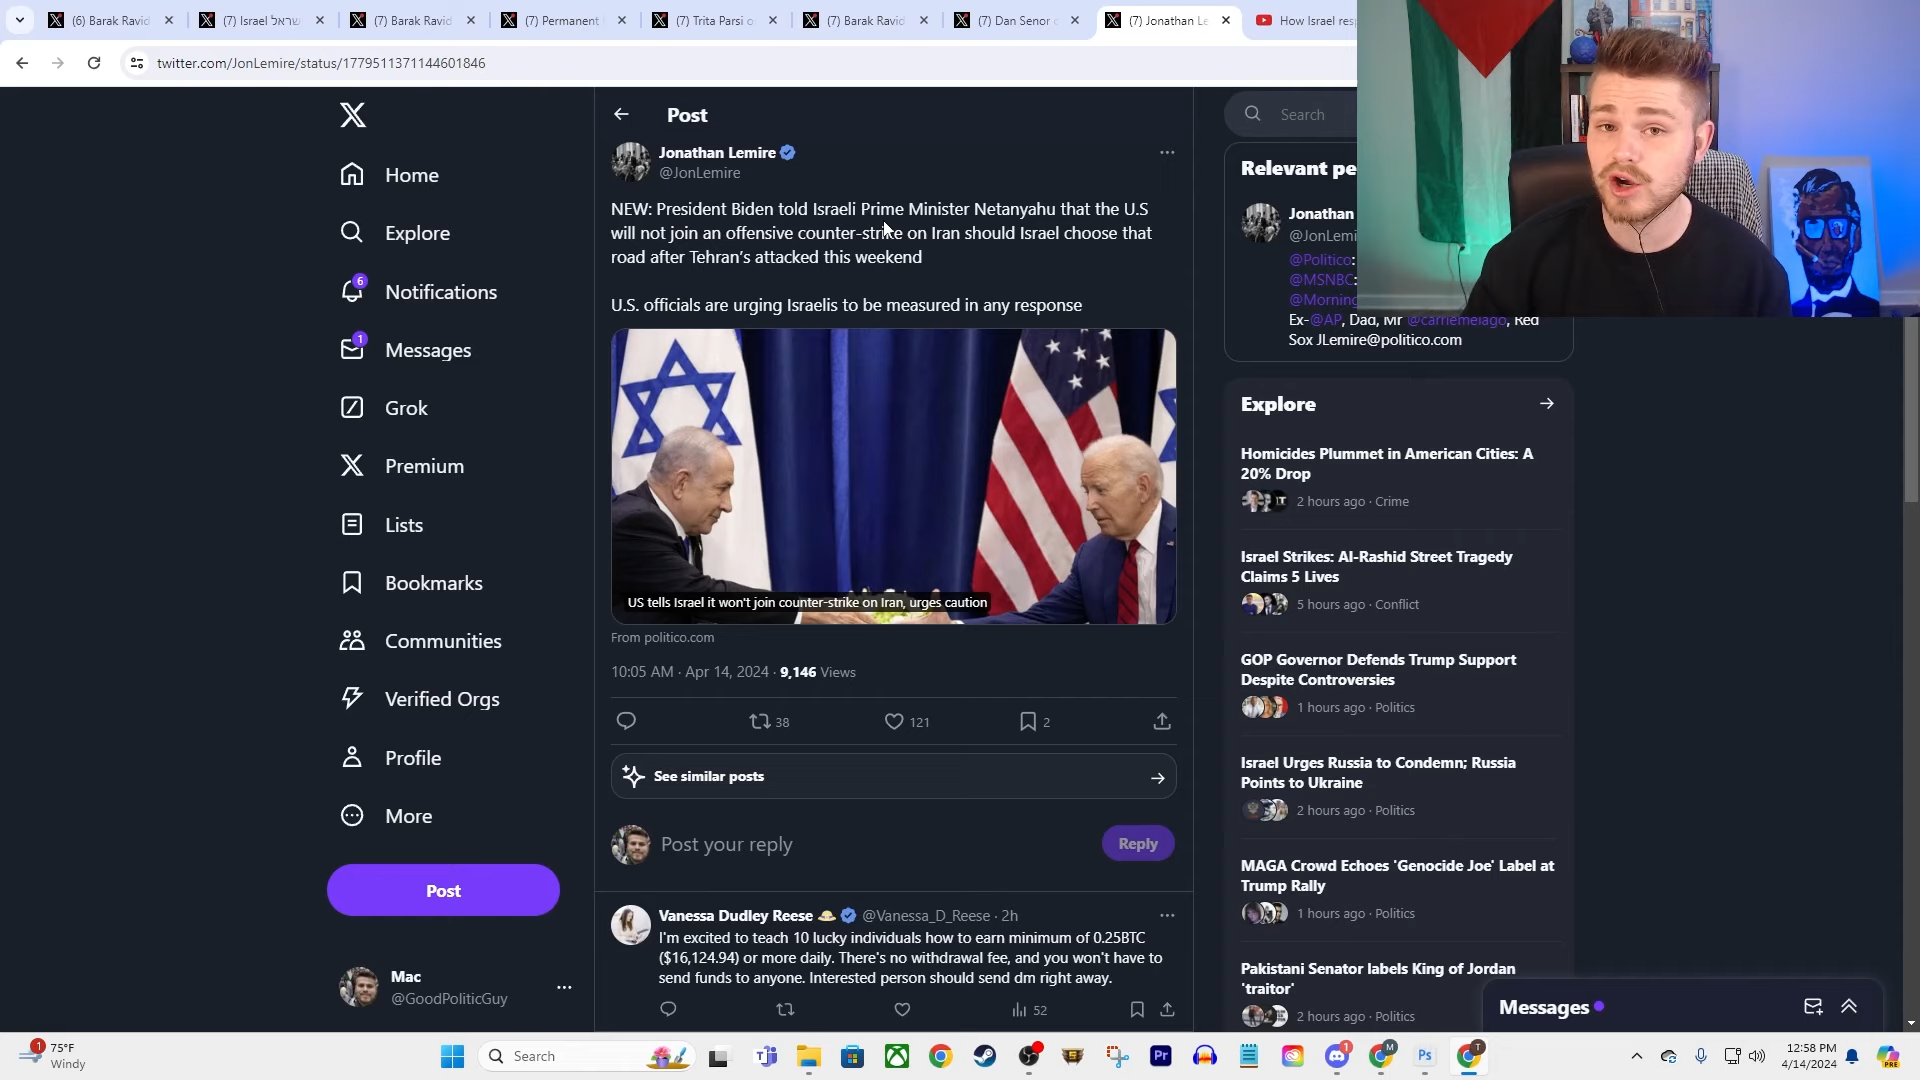 (6) Barak Ravid
(7) Israel ישראל
(7) Barak Ravid
(7) Permanent
(7) Trita Parsi o
(7) Barak Ravid
(7) Dan Senor
(7) Jonathan Le
How Israel resp
twitter.com/JonLemire/status/1779511371144601846
Home
Explore
6
Notifications
1
Messages
Grok
Premium
Lists
Bookmarks
Communities
Verified Orgs
Profile
More
Post
Mac
@GoodPoliticGuy
Post
Jonathan Lemire
@JonLemire
NEW: President Biden told Israeli Prime Minister Netanyahu that the U.S
will not join an offensive counter-strike on Iran should Israel choose that
road after Tehran's attacked this weekend
U.S. officials are urging Israelis to be measured in any response
US tells Israel it won't join counter-strike on Iran, urges caution
From politico.com
10:05 AM · Apr 14, 2024 · 9,146 Views
38
121
2
See similar posts
Post your reply
Reply
Vanessa Dudley Reese @Vanessa_D_Reese · 2h
I'm excited to teach 10 lucky individuals how to earn minimum of 0.25BTC
($16,124.94) or more daily. There's no withdrawal fee, and you won't have to
send funds to anyone. Interested person should send dm right away.
52
Search
Relevant pe
Jonathan
@JonLemi
@Politico:
@MSNBC:
@Morning
Ex-@AP, Dad, Mr @carriemelago, Red
Sox JLemire@politico.com
Explore
Homicides Plummet in American Cities: A
20% Drop
2 hours ago · Crime
Israel Strikes: Al-Rashid Street Tragedy
Claims 5 Lives
5 hours ago · Conflict
GOP Governor Defends Trump Support
Despite Controversies
1 hours ago · Politics
Israel Urges Russia to Condemn; Russia
Points to Ukraine
2 hours ago · Politics
MAGA Crowd Echoes 'Genocide Joe' Label at
Trump Rally
1 hours ago · Politics
Pakistani Senator labels King of Jordan
'traitor'
2 hours ago · Politics
Messages
1
75°F
Windy
Search
Pr
1
M
Ps
T
12:58 PM
4/14/2024
PRE